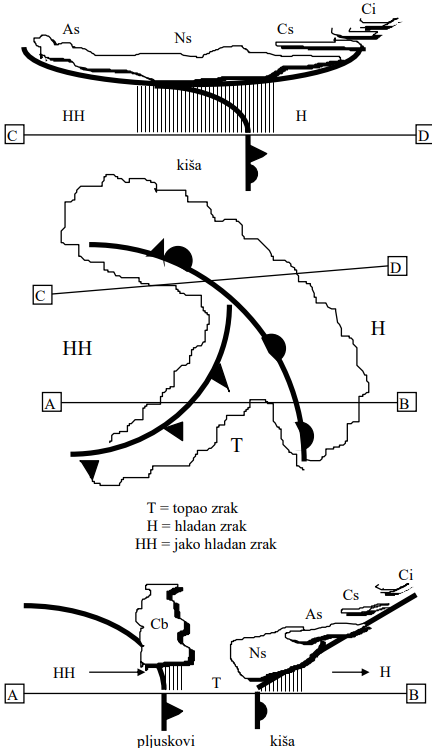 Ci
As Ns Cs
HH H
C D
kiša
D
C
H
HH
A B
T
T = topao zrak
H = hladan zrak
HH = jako hladan zrak
Ci
Cs
As
Cb
Ns
HH T H
A B
pljuskovi kiša